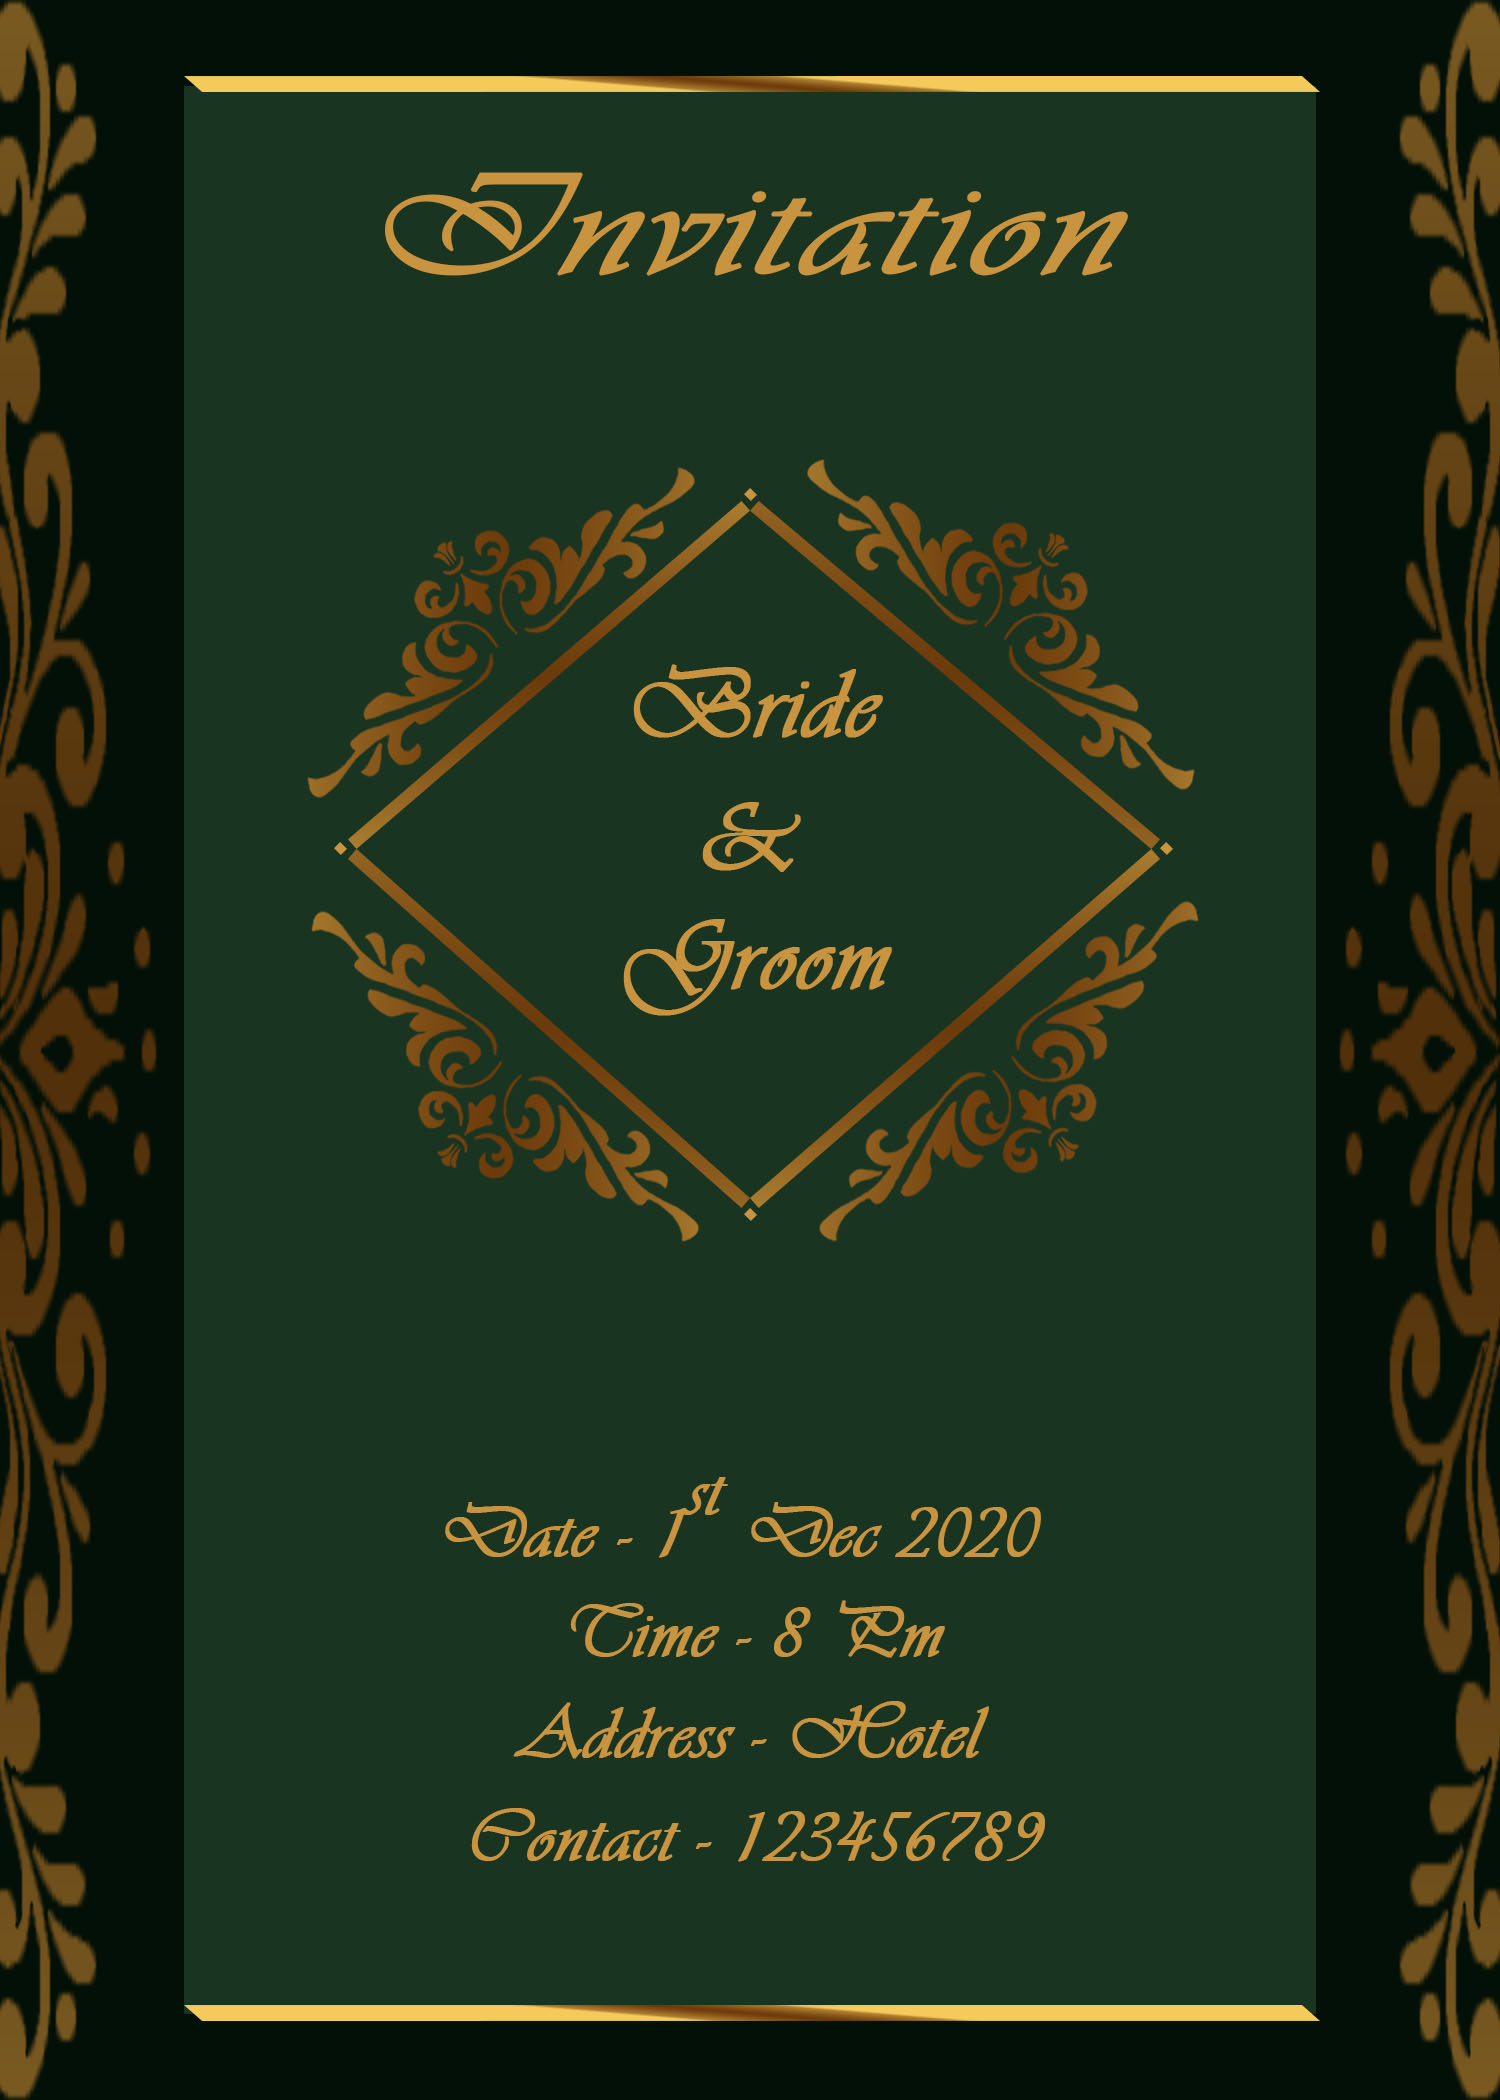 Invitation
Bride
&
Groom
Date - 1st Dec 2020
Time - 8 Pm
Address - Hotel
Contact - 123456789